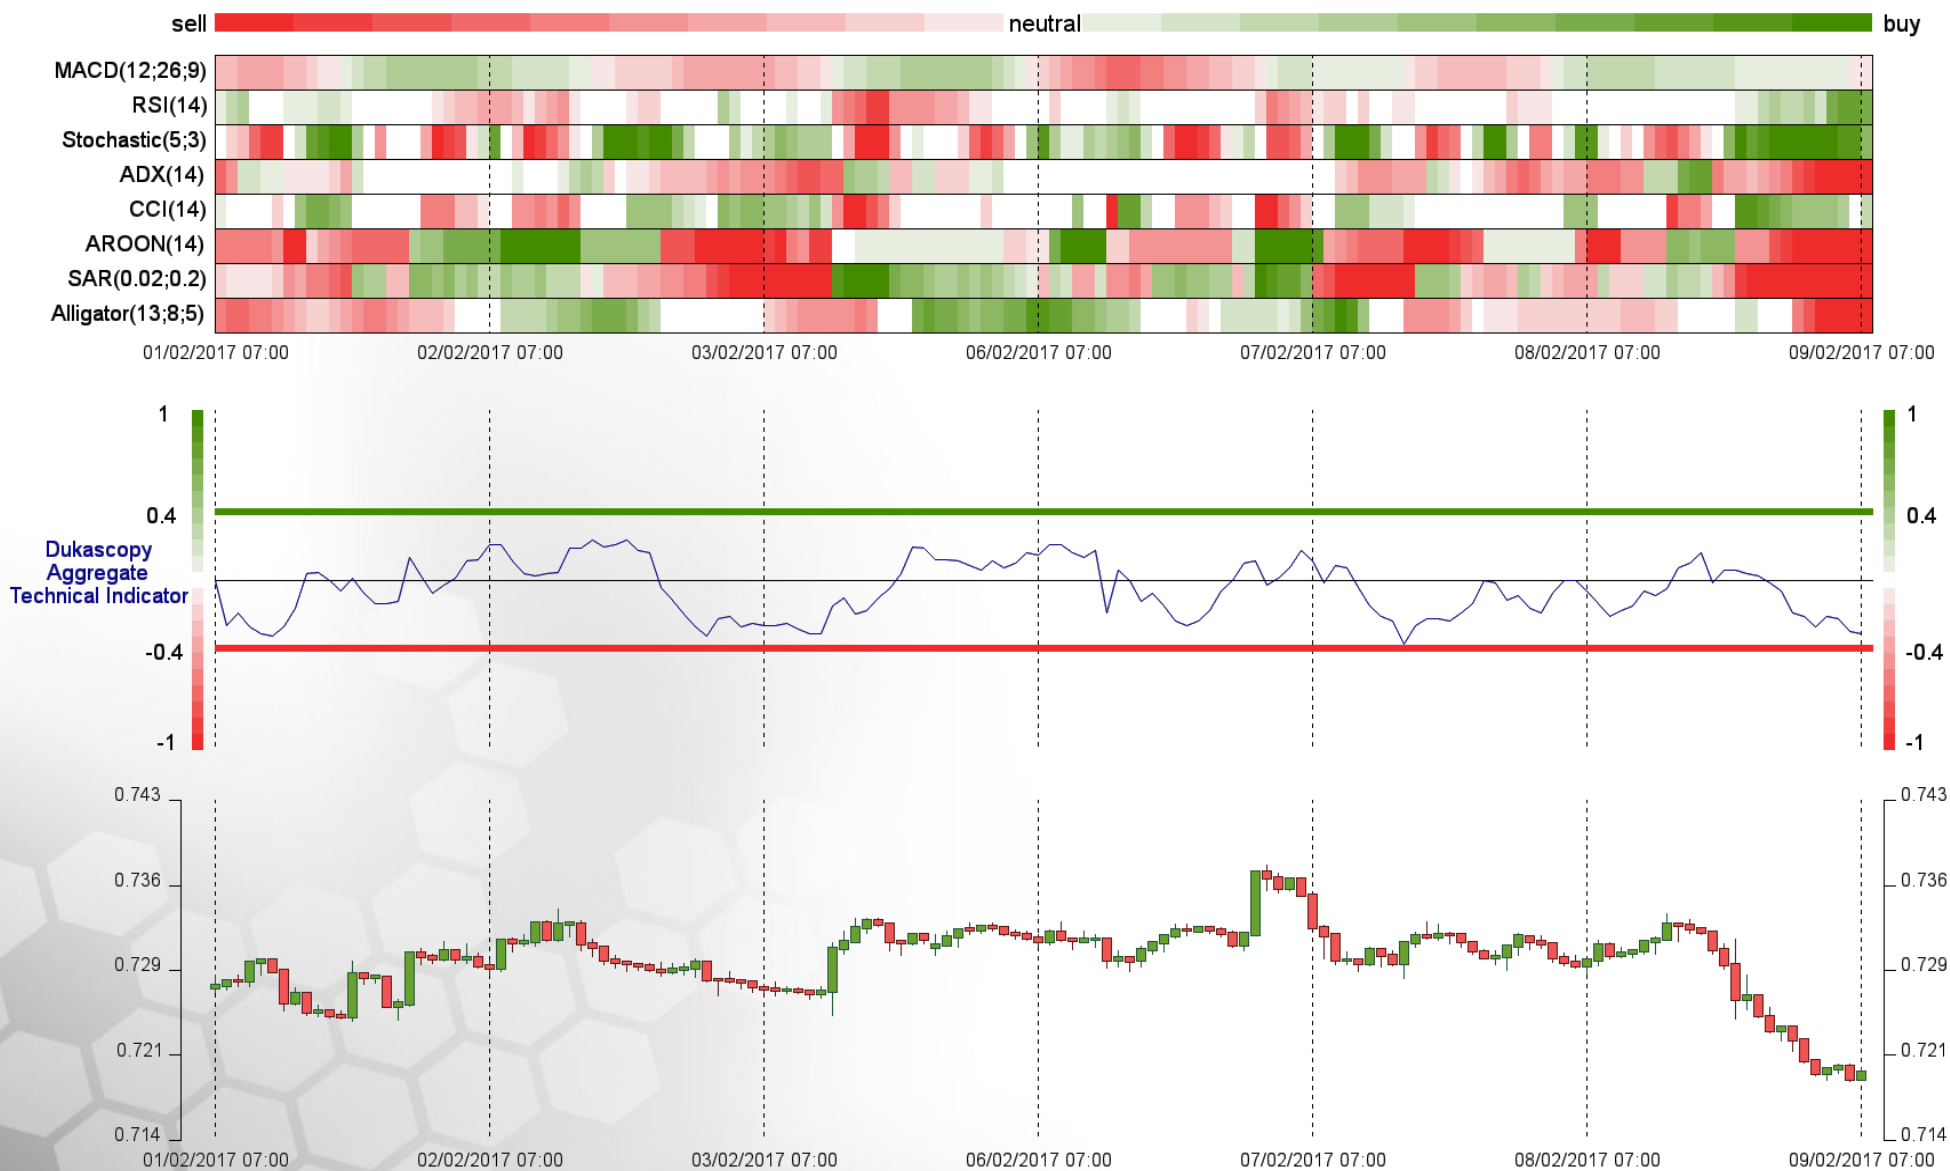 sell neutral buy
MACD(12;26;9)
RSI(14)
Stochastic(5;3)
ADX(14)
CCI(14)
AROON(14)
SAR(0.02;0.2)
Alligator(13;8;5)
01/02/2017 07:00 02/02/2017 07:00 03/02/2017 07:00 06/02/2017 07:00 07/02/2017 07:00 08/02/2017 07:00 09/02/2017 07:00
1 1
0.4 0.4
Dukascopy
Aggregate
Technical Indicator
-0.4 -0.4
-1 -1
0.743 0.743
0.736 0.736
0.729 0.729
0.721 0.721
0.714 0.714
01/02/2017 07:00 02/02/2017 07:00 03/02/2017 07:00 06/02/2017 07:00 07/02/2017 07:00 08/02/2017 07:00 09/02/2017 07:00